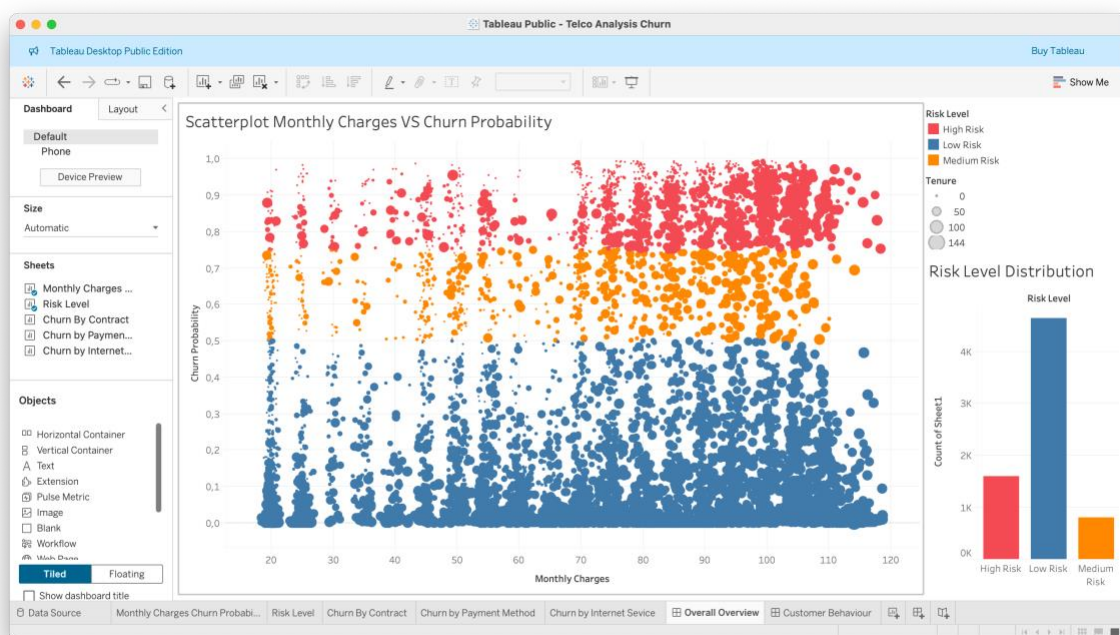 Tableau Public - Telco Analysis Churn
Tableau Desktop Public Edition
Buy Tableau
Show Me
Dashboard
Layout
Default
Phone
Device Preview
Size
Automatic
Sheets
Monthly Charges ...
Risk Level
Churn By Contract
Churn by Paymen...
Churn by Internet...
Objects
Horizontal Container
Vertical Container
Text
Extension
Pulse Metric
Image
Blank
Workflow
Web Page
Tiled
Floating
Show dashboard title
Scatterplot Monthly Charges VS Churn Probability
Churn Probability
1,0
0,9
0,8
0,7
0,6
0,5
0,4
0,3
0,2
0,1
0,0
20 30 40 50 60 70 80 90 100 110 120
Monthly Charges
Risk Level
High Risk
Low Risk
Medium Risk
Tenure
0
50
100
144
Risk Level Distribution
Risk Level
Count of Sheet1
4K
3K
2K
1K
0K
High Risk Low Risk Medium
Risk
Data Source
Monthly Charges Churn Probabi...
Risk Level
Churn By Contract
Churn by Payment Method
Churn by Internet Sevice
Overall Overview
Customer Behaviour